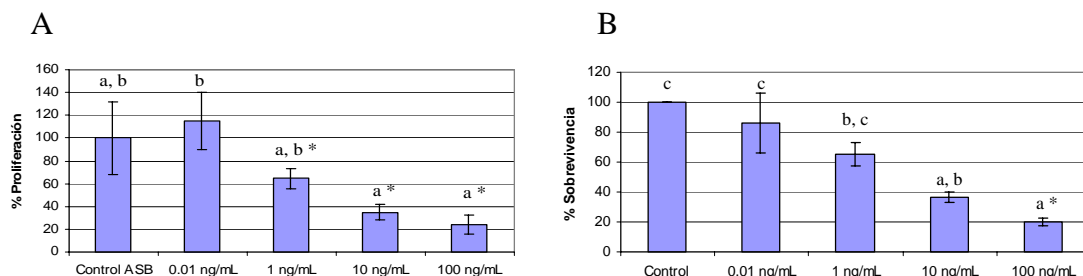 A
% Proliferación
160
140
120
100
80
60
40
20
0
a, b
b
a, b *
a *
a *
Control ASB 0.01 ng/mL 1 ng/mL 10 ng/mL 100 ng/mL
B
% Sobrevivencia
120
100
80
60
40
20
0
c
c
b, c
a, b
a *
Control 0.01 ng/mL 1 ng/mL 10 ng/mL 100 ng/mL